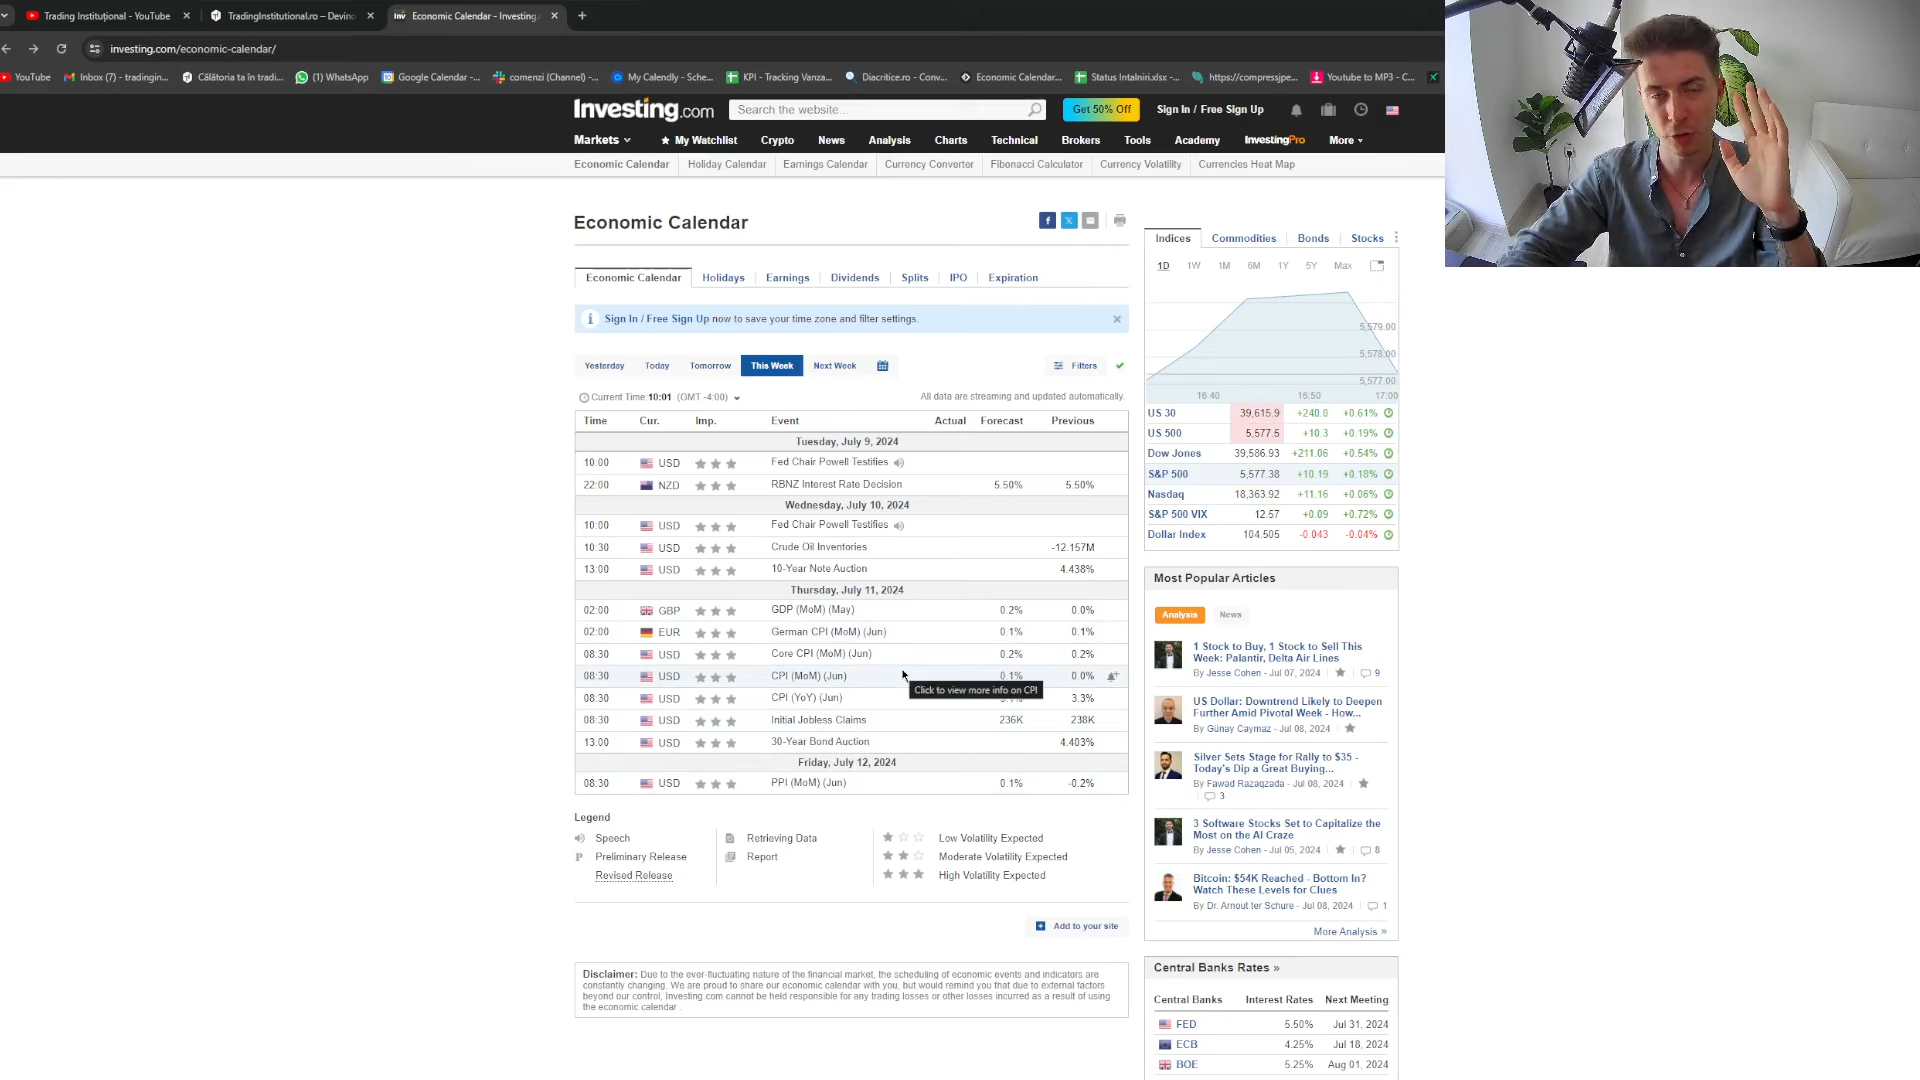 Trading Instituțional - YouTube
TradingInstitutional.ro – Devino
Economic Calendar - Investing
investing.com/economic-calendar/
YouTube
Inbox (7) - tradingin...
Călătoria ta în tradi...
(1) WhatsApp
Google Calendar -...
comenzi (Channel) -...
My Calendly - Sche...
KPI - Tracking Vanza...
Diacritice.ro - Conv...
Economic Calendar...
Status Intalniri.xlsx -...
https://compressjpe...
Youtube to MP3 - C...
Investing.com
Search the website...
Get 50% Off
Sign In / Free Sign Up
Markets
My Watchlist
Crypto
News
Analysis
Charts
Technical
Brokers
Tools
Academy
InvestingPro
More
Economic Calendar
Holiday Calendar
Earnings Calendar
Currency Converter
Fibonacci Calculator
Currency Volatility
Currencies Heat Map
Economic Calendar
Economic Calendar
Holidays
Earnings
Dividends
Splits
IPO
Expiration
Sign In / Free Sign Up now to save your time zone and filter settings.
Yesterday
Today
Tomorrow
This Week
Next Week
Filters
Current Time: 10:01 (GMT -4:00)
All data are streaming and updated automatically.
Time Cur. Imp. Event Actual Forecast Previous
Tuesday, July 9, 2024
10:00 USD Fed Chair Powell Testifies
22:00 NZD RBNZ Interest Rate Decision 5.50% 5.50%
Wednesday, July 10, 2024
10:00 USD Fed Chair Powell Testifies
10:30 USD Crude Oil Inventories -12.157M
13:00 USD 10-Year Note Auction 4.438%
Thursday, July 11, 2024
02:00 GBP GDP (MoM) (May) 0.2% 0.0%
02:00 EUR German CPI (MoM) (Jun) 0.1% 0.1%
08:30 USD Core CPI (MoM) (Jun) 0.2% 0.2%
08:30 USD CPI (MoM) (Jun) 0.1% 0.0%
Click to view more info on CPI
08:30 USD CPI (YoY) (Jun) 3.3%
08:30 USD Initial Jobless Claims 236K 238K
13:00 USD 30-Year Bond Auction 4.403%
Friday, July 12, 2024
08:30 USD PPI (MoM) (Jun) 0.1% -0.2%
Legend
Speech
Preliminary Release
Revised Release
Retrieving Data
Report
Low Volatility Expected
Moderate Volatility Expected
High Volatility Expected
Add to your site
Disclaimer: Due to the ever-fluctuating nature of the financial market, the scheduling of economic events and indicators are
constantly changing. We are proud to share our economic calendar with you, but would remind you that due to external factors
beyond our control, Investing.com cannot be held responsible for any trading losses or other losses incurred as a result of using
the economic calendar .
Indices
Commodities
Bonds
Stocks
1D 1W 1M 6M 1Y 5Y Max
5,579.00
5,578.00
5,577.00
16:40 16:50 17:00
US 30 39,615.9 +240.0 +0.61%
US 500 5,577.5 +10.3 +0.19%
Dow Jones 39,586.93 +211.06 +0.54%
S&P 500 5,577.38 +10.19 +0.18%
Nasdaq 18,363.92 +11.16 +0.06%
S&P 500 VIX 12.57 +0.09 +0.72%
Dollar Index 104.505 -0.043 -0.04%
Most Popular Articles
Analysis
News
1 Stock to Buy, 1 Stock to Sell This
Week: Palantir, Delta Air Lines
By Jesse Cohen - Jul 07, 2024 9
US Dollar: Downtrend Likely to Deepen
Further Amid Pivotal Week - How...
By Günay Caymaz - Jul 08, 2024
Silver Sets Stage for Rally to $35 -
Today's Dip a Great Buying...
By Fawad Razaqzada - Jul 08, 2024
3
3 Software Stocks Set to Capitalize the
Most on the AI Craze
By Jesse Cohen - Jul 05, 2024 8
Bitcoin: $54K Reached - Bottom In?
Watch These Levels for Clues
By Dr. Arnout ter Schure - Jul 08, 2024 1
More Analysis »
Central Banks Rates »
Central Banks Interest Rates Next Meeting
FED 5.50% Jul 31, 2024
ECB 4.25% Jul 18, 2024
BOE 5.25% Aug 01, 2024